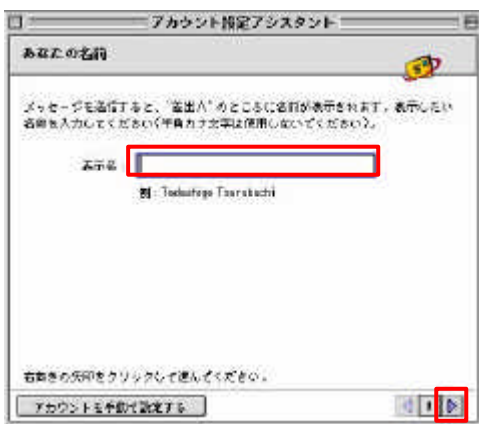 アカウント設定アシスタント
あなたの名前
メッセージを送信すると、"差出人"のところに名前が表示されます。表示したい
名前を入力してください(半角カナ文字は使用しないでください)。
表示名:
例:
右向きの矢印をクリックして進んでください。
アカウントを手動で設定する
1